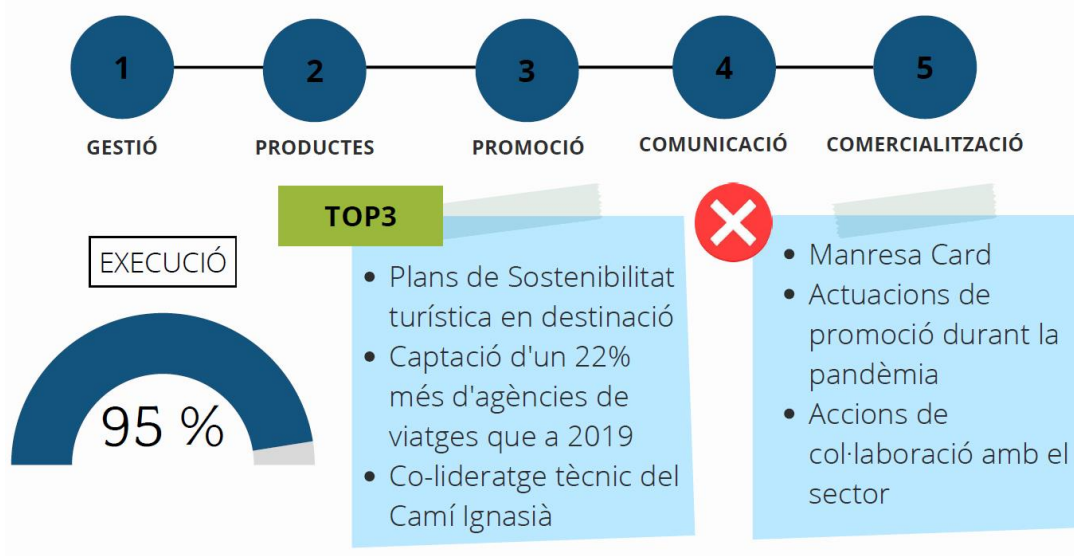 1
2
3
4
5
GESTIÓ
PRODUCTES
PROMOCIÓ
COMUNICACIÓ
COMERCIALITZACIÓ
EXECUCIÓ
95 %
TOP3
• Plans de Sostenibilitat
turística en destinació
• Captació d'un 22%
més d'agències de
viatges que a 2019
• Co-lideratge tècnic del
Camí Ignasià
• Manresa Card
• Actuacions de
promoció durant la
pandèmia
• Accions de
col·laboració amb el
sector